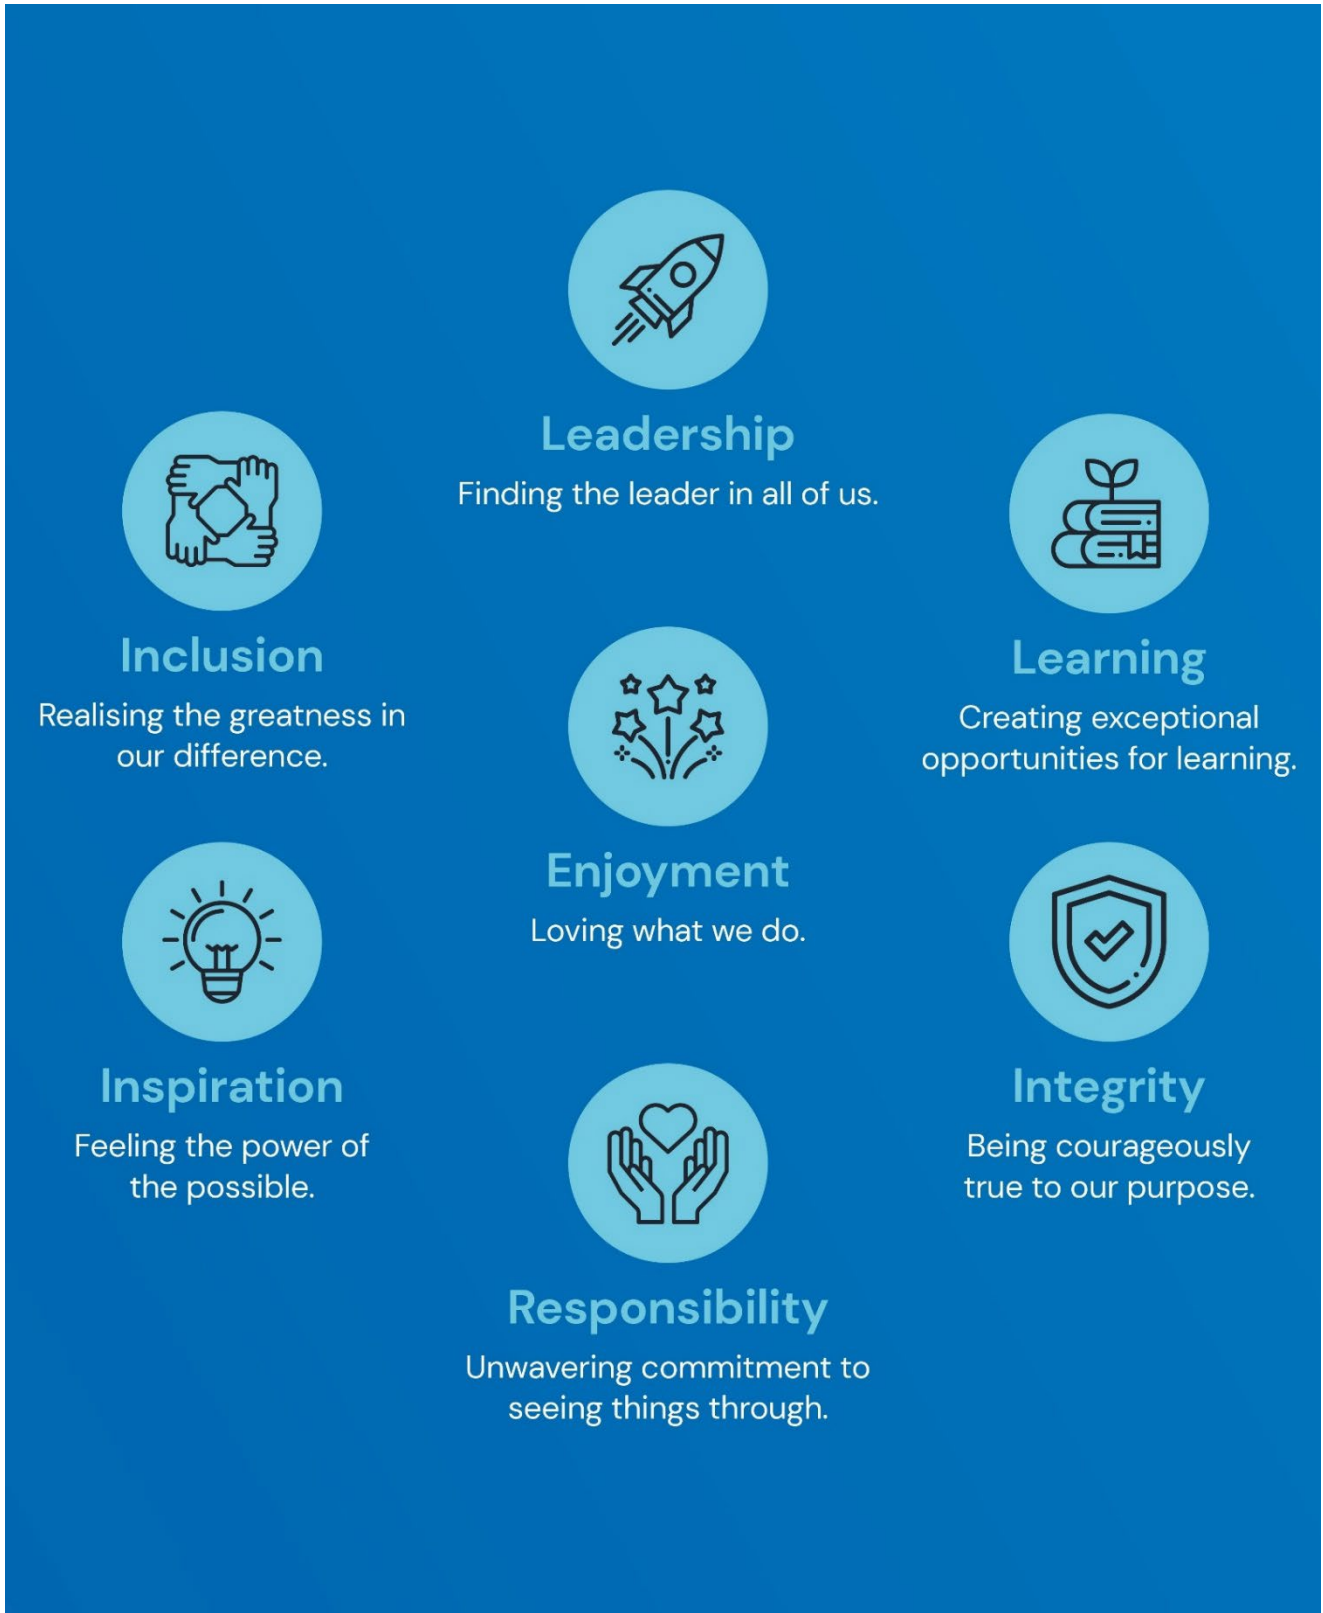 Leadership
Finding the leader in all of us.
Inclusion
Realising the greatness in
our difference.
Learning
Creating exceptional
opportunities for learning.
Enjoyment
Loving what we do.
Inspiration
Feeling the power of
the possible.
Integrity
Being courageously
true to our purpose.
Responsibility
Unwavering commitment to
seeing things through.